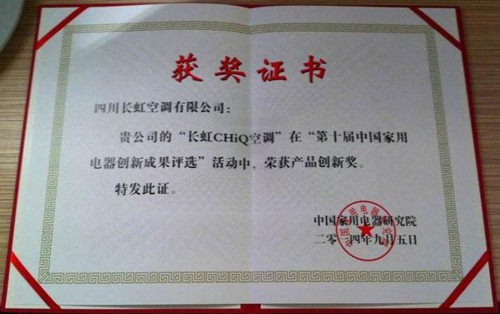 获奖证书
四川长虹空调有限公司：
贵公司的“长虹CHiQ空调”在“第十届中国家用
电器创新成果评选”活动中，荣获产品创新奖。
特发此证。
中国家用电器研究院
二零一四年九月五日